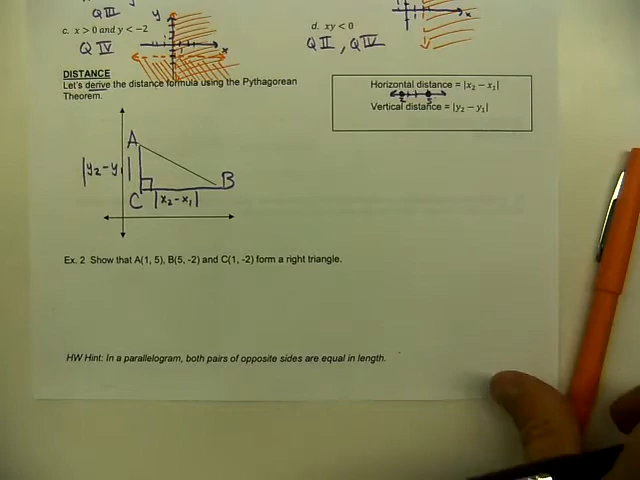 Q III
c. x > 0 and y < −2
Q IV
y
x
d. xy < 0
Q II , Q IV
x
DISTANCE
Let's derive the distance formula using the Pythagorean
Theorem.
Horizontal distance = |x₂ − x₁|
2 5
Vertical distance = |y₂ − y₁|
A
|y₂ − y₁|
B
C |x₂ − x₁|
Ex. 2 Show that A(1, 5), B(5, -2) and C(1, -2) form a right triangle.
HW Hint: In a parallelogram, both pairs of opposite sides are equal in length.